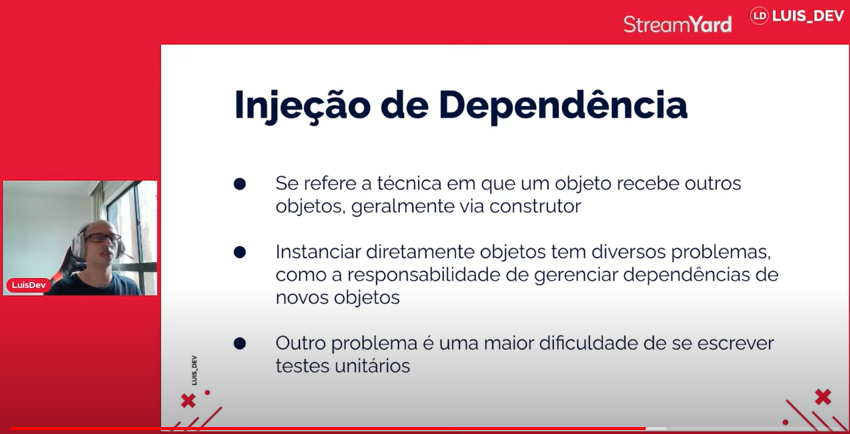 StreamYard
LD LUIS_DEV
Injeção de Dependência
Se refere a técnica em que um objeto recebe outros
objetos, geralmente via construtor
Instanciar diretamente objetos tem diversos problemas,
como a responsabilidade de gerenciar dependências de
novos objetos
Outro problema é uma maior dificuldade de se escrever
testes unitários
LuisDev
LUIS_DEV